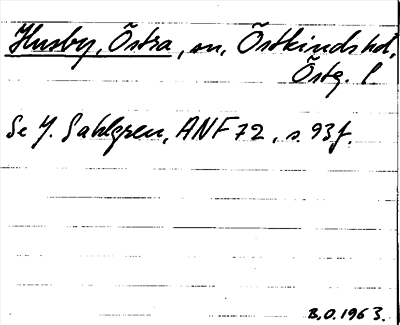 Husby, Östra, sn, Östkinds hd,
Östg. l.
Se J. Sahlgren, ANF 72, s. 93 f.
B.O. 1963.